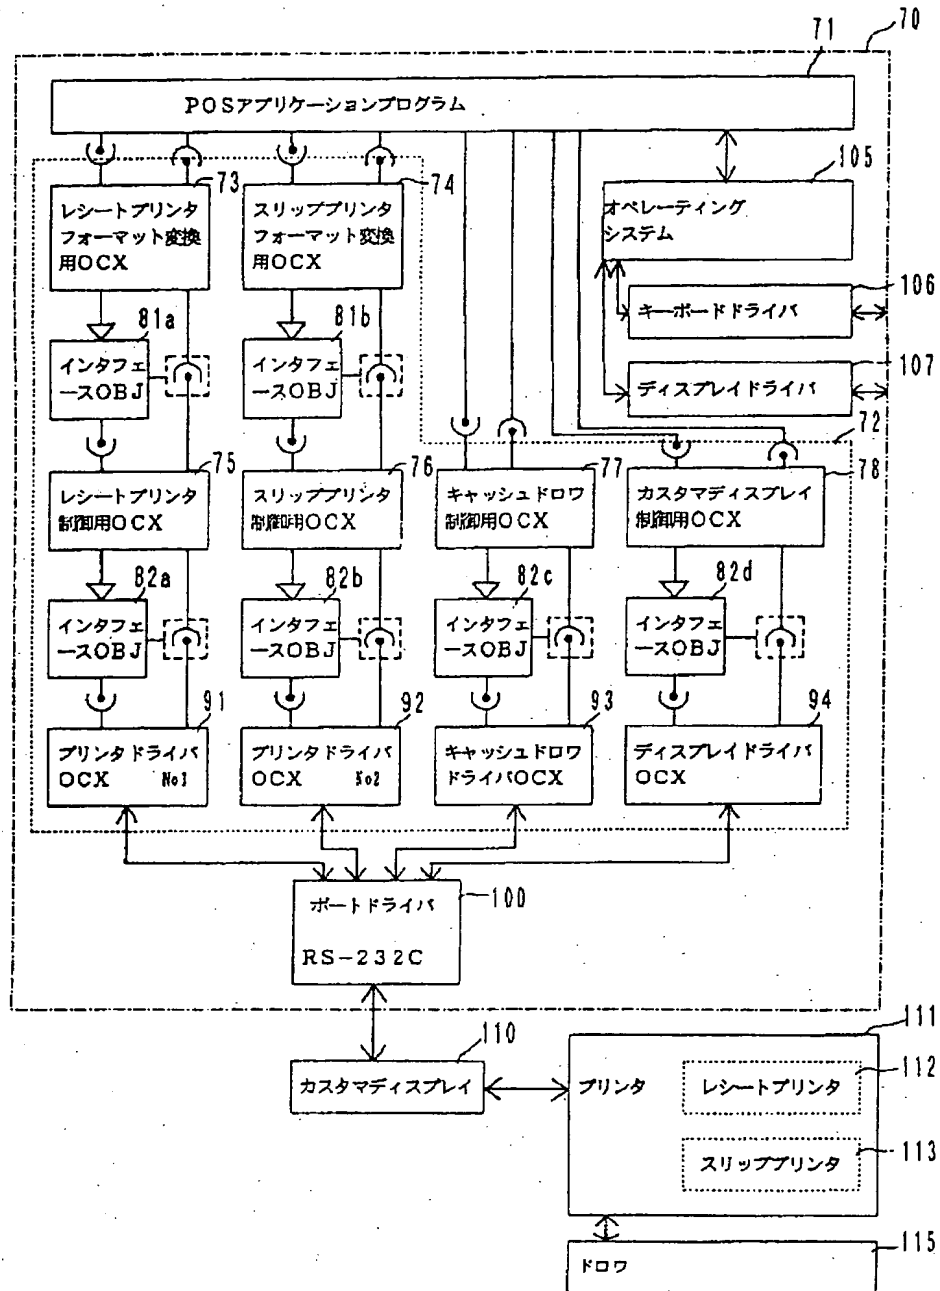 70
71
POSアプリケーションプログラム
105
73
74
レシートプリンタ
フォーマット変換
用OCX
スリッププリンタ
フォーマット変換
用OCX
オペレーティング
システム
106
キーボードドライバ
81a
81b
インタフェ
ースOBJ
インタフェ
ースOBJ
107
ディスプレイドライバ
72
75
76
77
78
レシートプリンタ
制御用OCX
スリッププリンタ
制御用OCX
キャッシュドロワ
制御用OCX
カスタマディスプレイ
制御用OCX
82a
82b
82c
82d
インタフェ
ースOBJ
インタフェ
ースOBJ
インタフェ
ースOBJ
インタフェ
ースOBJ
91
92
93
94
プリンタドライバ
OCX No1
プリンタドライバ
OCX No2
キャッシュドロワ
ドライバOCX
ディスプレイドライバ
OCX
100
ポートドライバ
RS-232C
110
カスタマディスプレイ
111
プリンタ
112
レシートプリンタ
113
スリッププリンタ
115
ドロワ